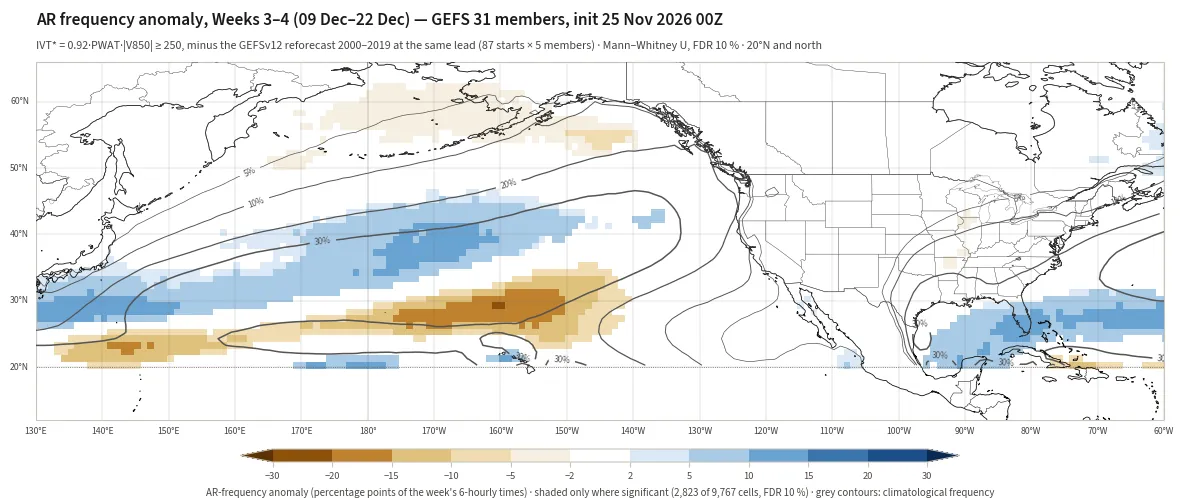 AR frequency anomaly, Weeks 3–4 (09 Dec–22 Dec) — GEFS 31 members, init 25 Nov 2026 00Z
IVT* = 0.92·PWAT·|V850| ≥ 250, minus the GEFSv12 reforecast 2000–2019 at the same lead (87 starts × 5 members) · Mann–Whitney U, FDR 10 % · 20°N and north
60°N
50°N
40°N
30°N
20°N
5%
10%
20%
30%
30%
30%
30%
30%
130°E 140°E 150°E 160°E 170°E 180° 170°W 160°W 150°W 140°W 130°W 120°W 110°W 100°W 90°W 80°W 70°W 60°W
−30 −20 −15 −10 −5 −2 2 5 10 15 20 30
AR-frequency anomaly (percentage points of the week's 6-hourly times) · shaded only where significant (2,823 of 9,767 cells, FDR 10 %) · grey contours: climatological frequency